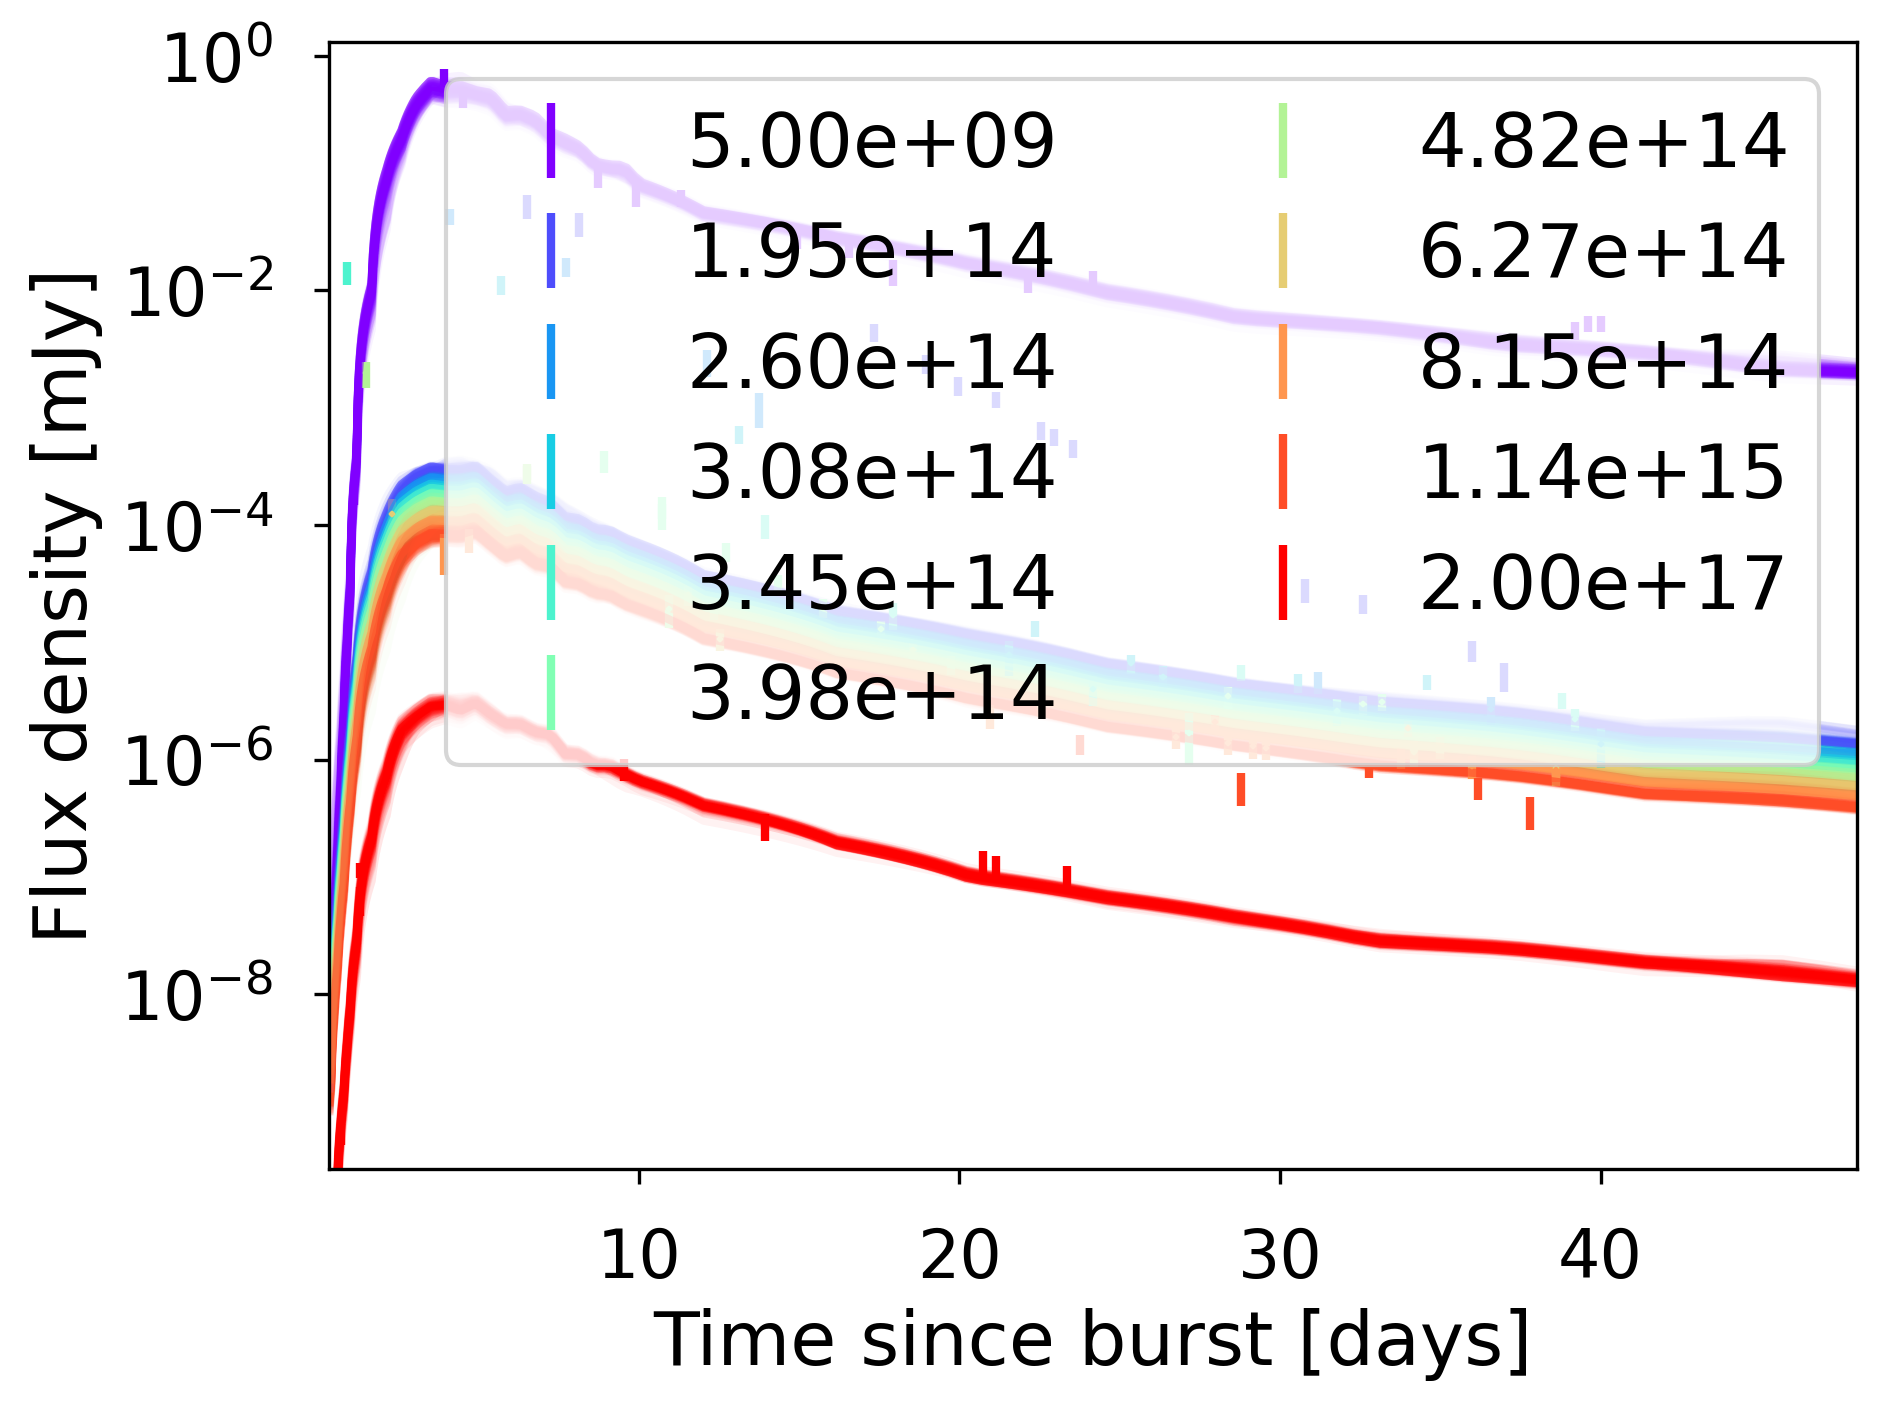 10⁰
10⁻²
10⁻⁴
10⁻⁶
10⁻⁸
Flux density [mJy]
5.00e+09
1.95e+14
2.60e+14
3.08e+14
3.45e+14
3.98e+14
4.82e+14
6.27e+14
8.15e+14
1.14e+15
2.00e+17
10 20 30 40
Time since burst [days]